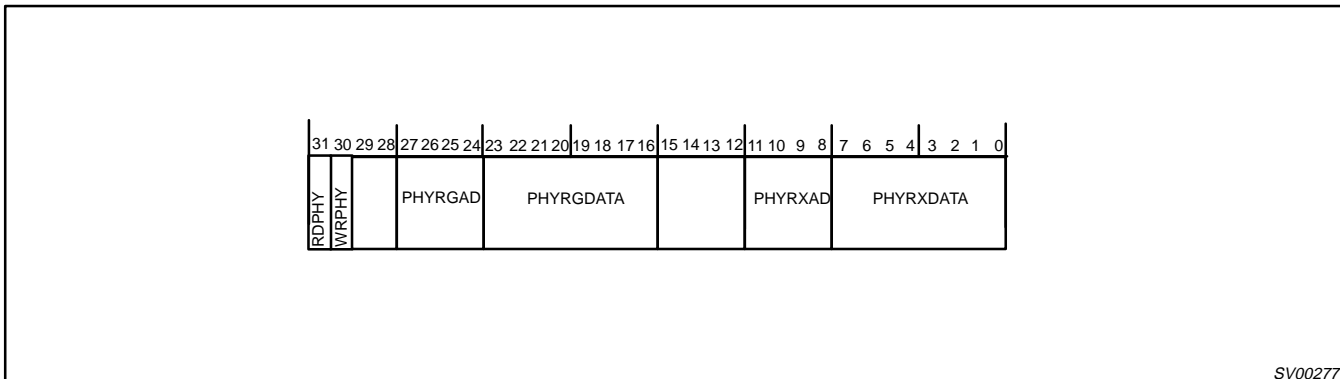 31 30 29 28 27 26 25 24 23 22 21 20 19 18 17 16 15 14 13 12 11 10 9 8 7 6 5 4 3 2 1 0
RDPHY
WRPHY
PHYRGAD
PHYRGDATA
PHYRXAD
PHYRXDATA
SV00277